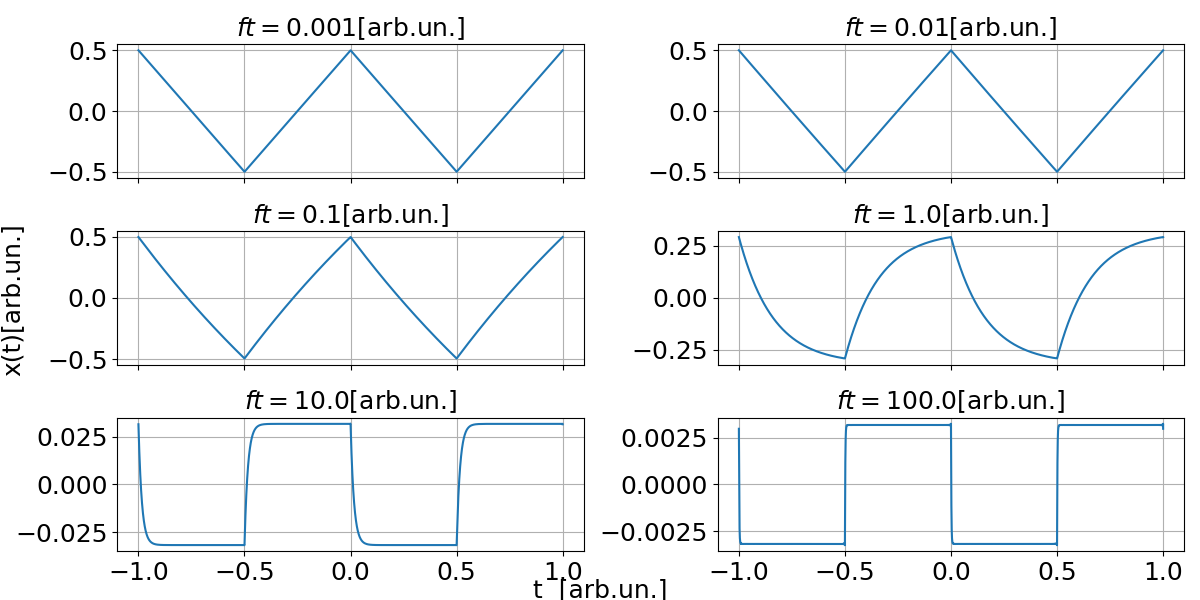 ft = 0.001[arb.un.]
0.5
0.0
−0.5
ft = 0.01[arb.un.]
0.5
0.0
−0.5
x(t)[arb.un.]
ft = 0.1[arb.un.]
0.5
0.0
−0.5
ft = 1.0[arb.un.]
0.25
0.00
−0.25
ft = 10.0[arb.un.]
0.025
0.000
−0.025
−1.0 −0.5 0.0 0.5 1.0
ft = 100.0[arb.un.]
0.0025
0.0000
−0.0025
−1.0 −0.5 0.0 0.5 1.0
t [arb.un.]